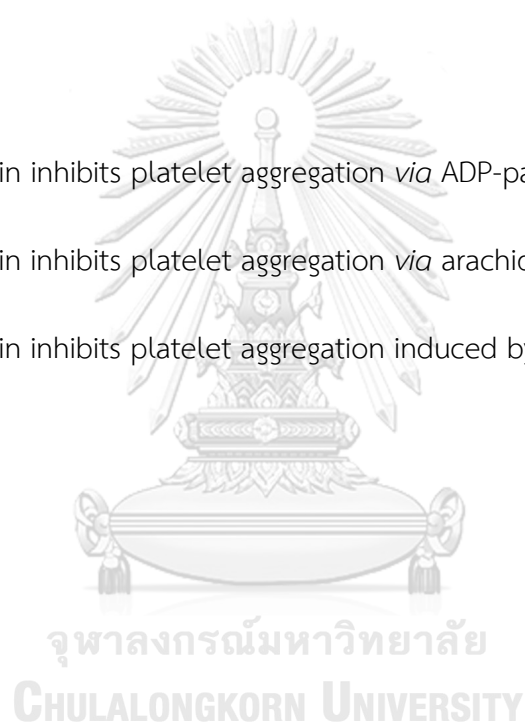 in inhibits platelet aggregation via ADP-pa
in inhibits platelet aggregation via arachid
in inhibits platelet aggregation induced by
จุฬาลงกรณ์มหาวิทยาลัย
CHULALONGKORN UNIVERSITY